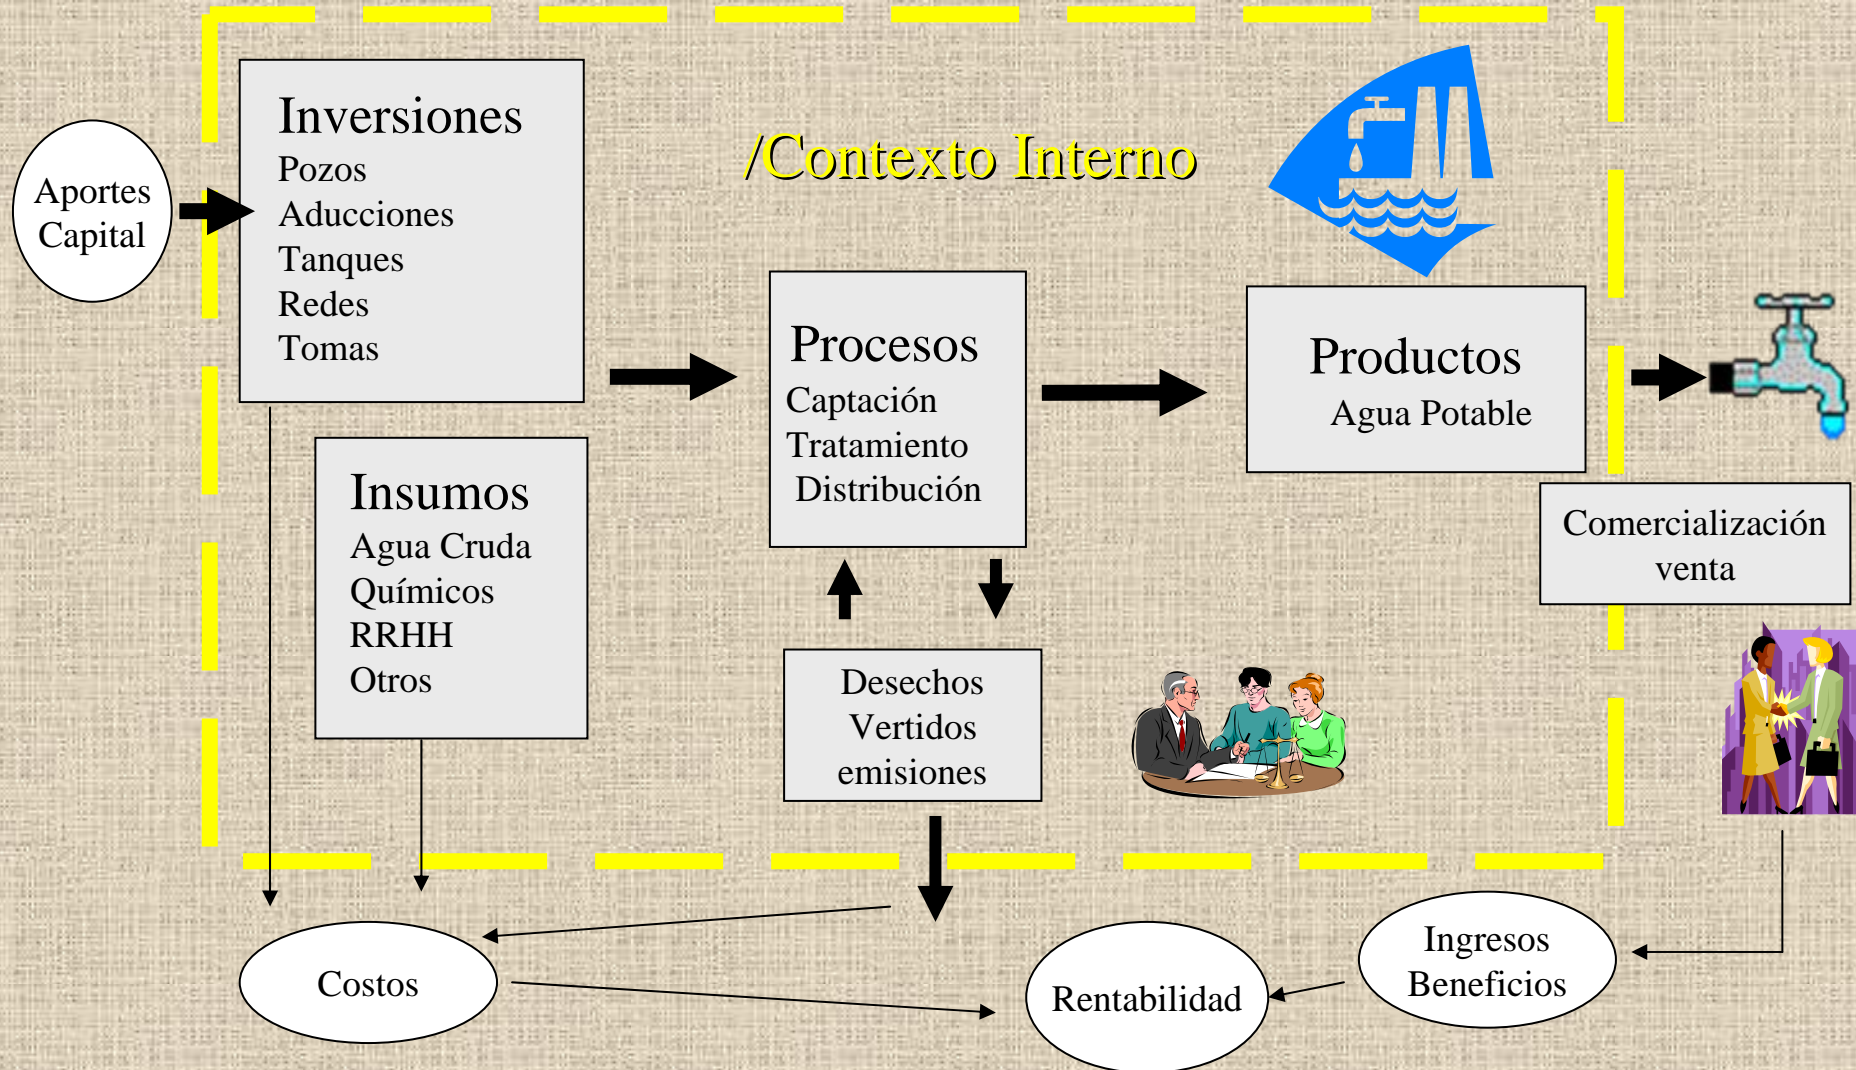 Aportes
Capital
Inversiones
Pozos
Aducciones
Tanques
Redes
Tomas
/Contexto Interno
Insumos
Agua Cruda
Químicos
RRHH
Otros
Procesos
Captación
Tratamiento
Distribución
Productos
Agua Potable
Comercialización
venta
Desechos
Vertidos
emisiones
Costos
Rentabilidad
Ingresos
Beneficios